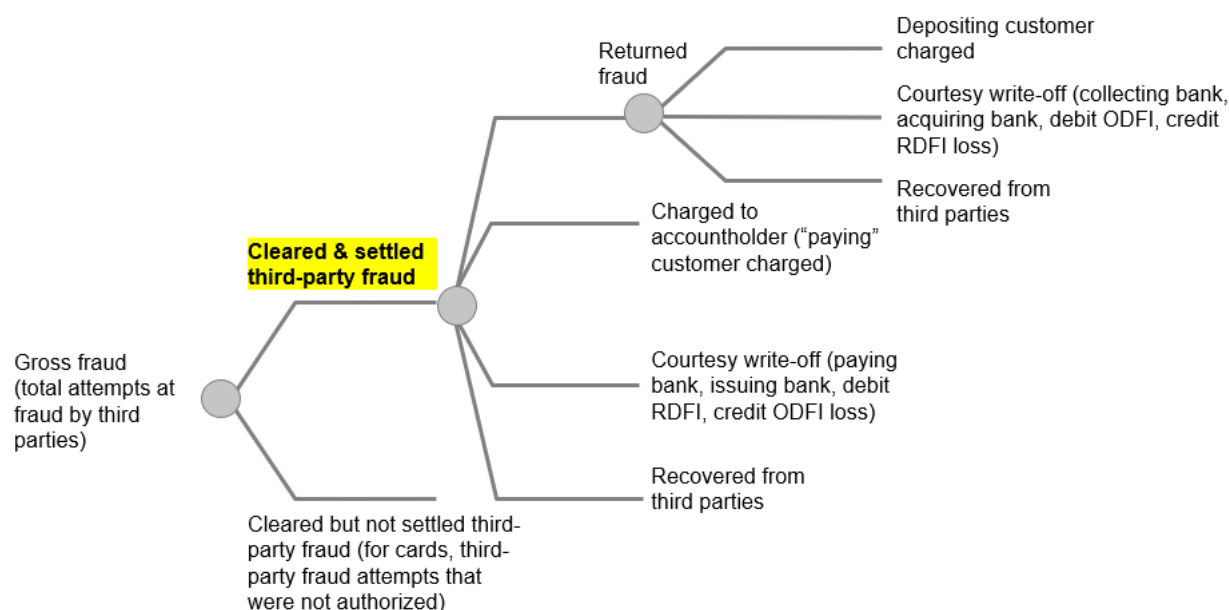 Gross fraud
(total attempts at
fraud by third
parties)
Cleared & settled
third-party fraud
Cleared but not settled third-
party fraud (for cards, third-
party fraud attempts that
were not authorized)
Returned
fraud
Charged to
accountholder (“paying”
customer charged)
Courtesy write-off (paying
bank, issuing bank, debit
RDFI, credit ODFI loss)
Recovered from
third parties
Depositing customer
charged
Courtesy write-off (collecting bank,
acquiring bank, debit ODFI, credit
RDFI loss)
Recovered from
third parties